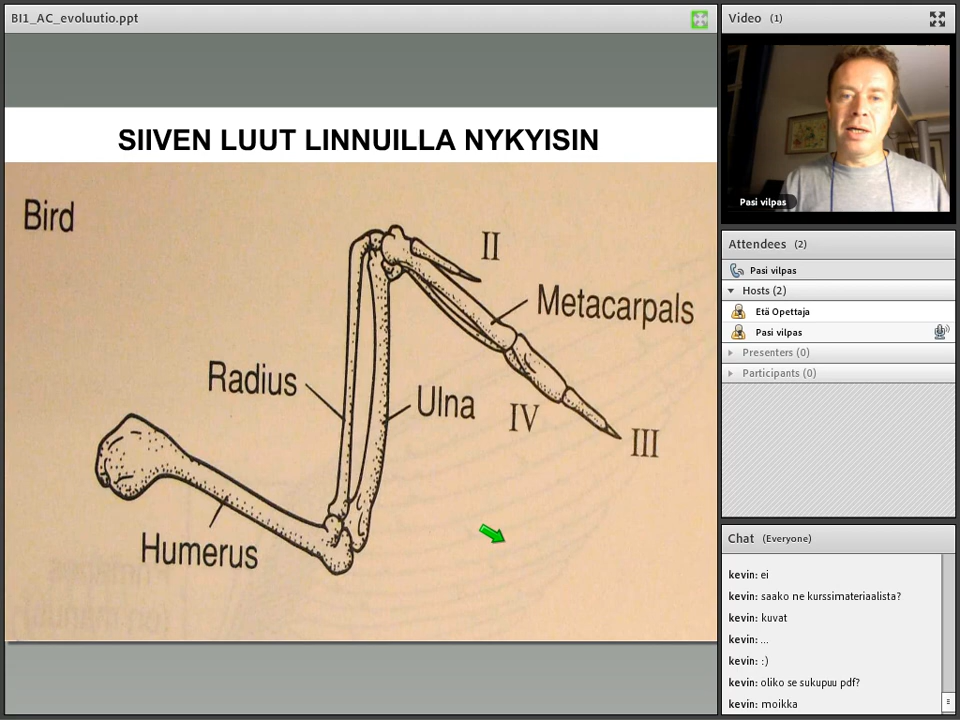 BI1_AC_evoluutio.ppt
SIIVEN LUUT LINNUILLA NYKYISIN
Bird
II
Metacarpals
Radius
Ulna
IV
III
Humerus
Video (1)
Pasi vilpas
Attendees (2)
Pasi vilpas
Hosts (2)
Etä Opettaja
Pasi vilpas
Presenters (0)
Participants (0)
Chat (Everyone)
kevin: ei
kevin: saako ne kurssimateriaalista?
kevin: kuvat
kevin: ...
kevin: :)
kevin: oliko se sukupuu pdf?
kevin: moikka